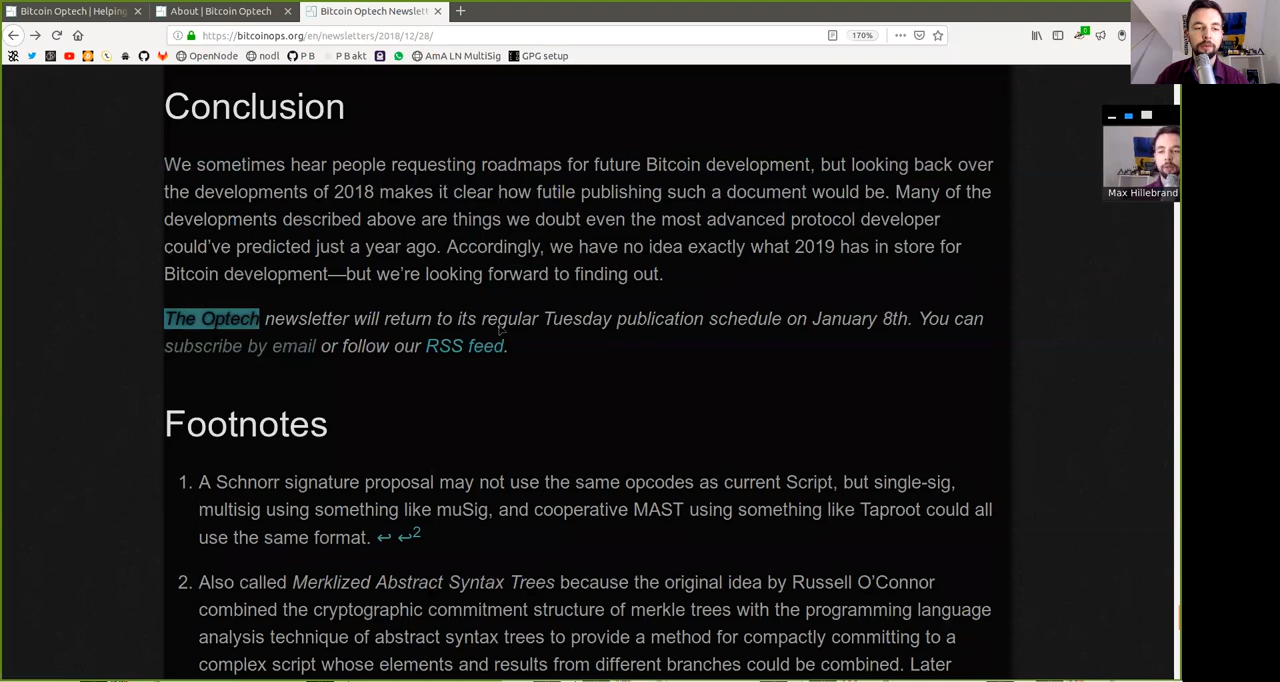 Bitcoin Optech | Helping
About | Bitcoin Optech
Bitcoin Optech Newslett
https://bitcoinops.org/en/newsletters/2018/12/28/
170%
0
OpenNode
nodl
P B
P B akt
AmA LN MultiSig
GPG setup
Conclusion
We sometimes hear people requesting roadmaps for future Bitcoin development, but looking back over
the developments of 2018 makes it clear how futile publishing such a document would be. Many of the
developments described above are things we doubt even the most advanced protocol developer
could've predicted just a year ago. Accordingly, we have no idea exactly what 2019 has in store for
Bitcoin development—but we're looking forward to finding out.
The Optech newsletter will return to its regular Tuesday publication schedule on January 8th. You can
subscribe by email or follow our RSS feed.
Footnotes
1. A Schnorr signature proposal may not use the same opcodes as current Script, but single-sig,
multisig using something like muSig, and cooperative MAST using something like Taproot could all
use the same format. ↩ ↩2
2. Also called Merklized Abstract Syntax Trees because the original idea by Russell O'Connor
combined the cryptographic commitment structure of merkle trees with the programming language
analysis technique of abstract syntax trees to provide a method for compactly committing to a
complex script whose elements and results from different branches could be combined. Later
Max Hillebrand